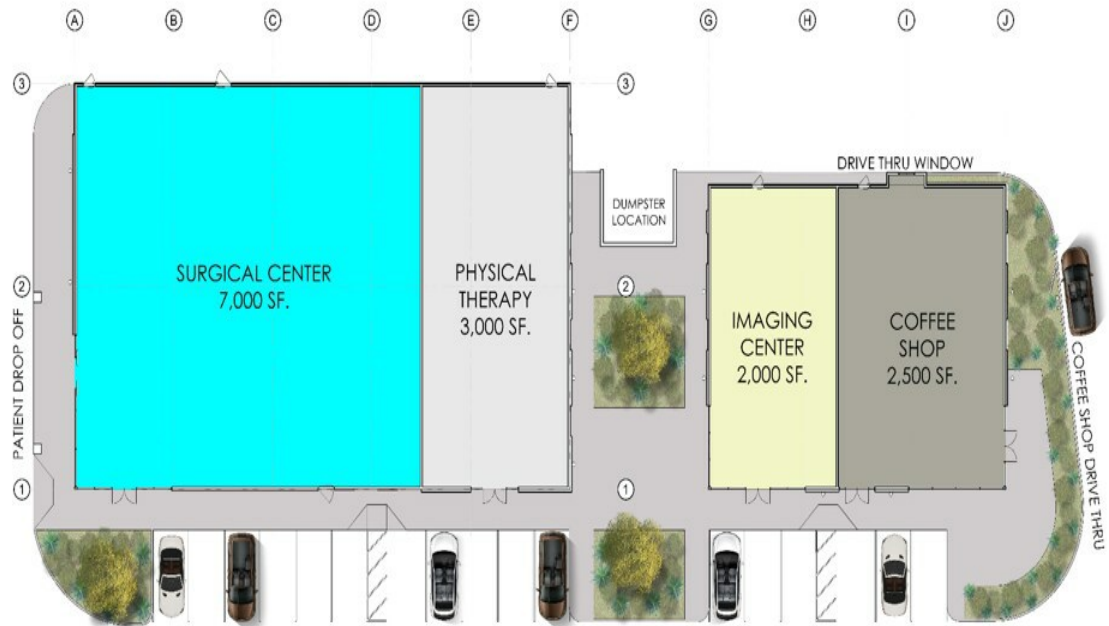 A
B
C
D
E
F
G
H
I
J
3
3
DRIVE THRU WINDOW
DUMPSTER
LOCATION
SURGICAL CENTER
7,000 SF.
PHYSICAL
THERAPY
3,000 SF.
2
2
IMAGING
CENTER
2,000 SF.
COFFEE
SHOP
2,500 SF.
PATIENT DROP OFF
COFFEE SHOP DRIVE THRU
1
1